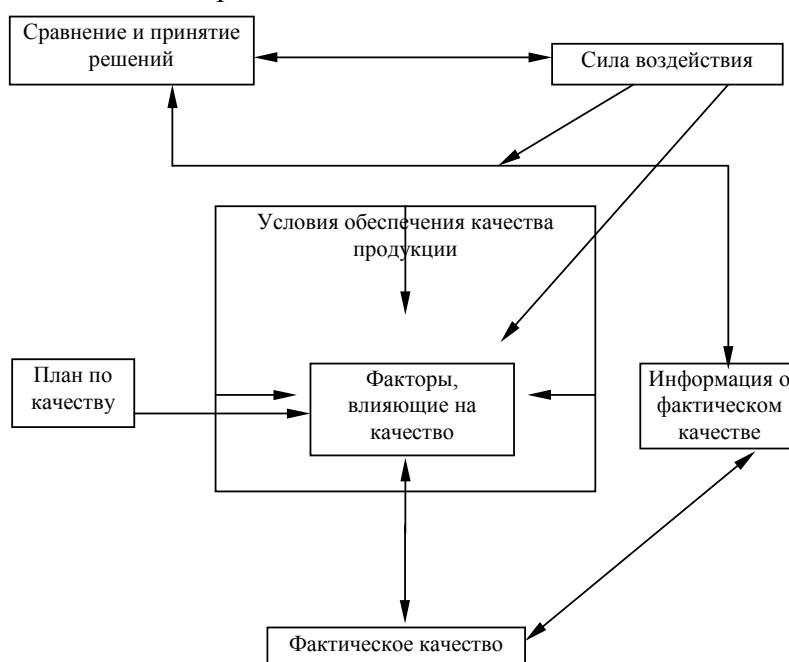 Сравнение и принятие
решений
Сила воздействия
Условия обеспечения качества
продукции
План по
качеству
Факторы,
влияющие на
качество
Информация о
фактическом
качестве
Фактическое качество